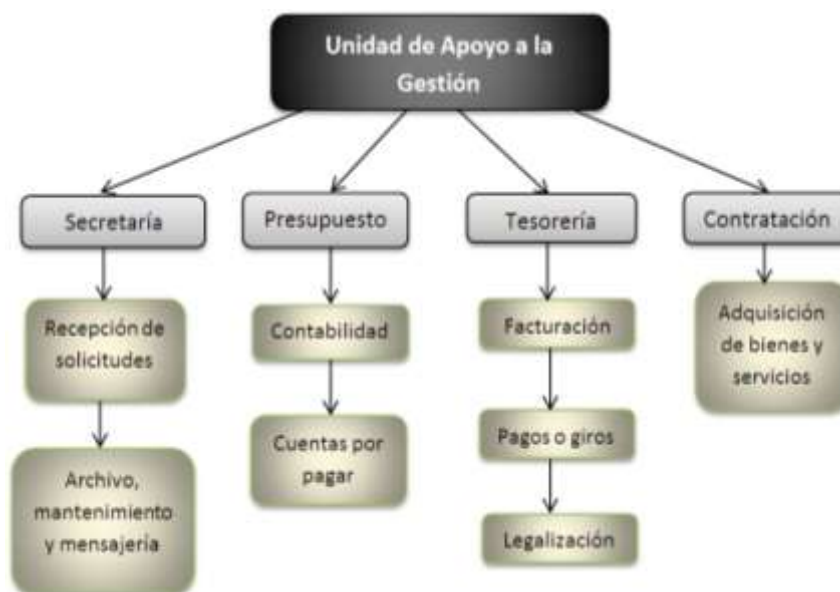 Unidad de Apoyo a la
Gestión
Secretaría
Presupuesto
Tesorería
Contratación
Recepción de
solicitudes
Contabilidad
Facturación
Adquisición
de bienes y
servicios
Archivo,
mantenimiento
y mensajería
Cuentas por
pagar
Pagos o giros
Legalización